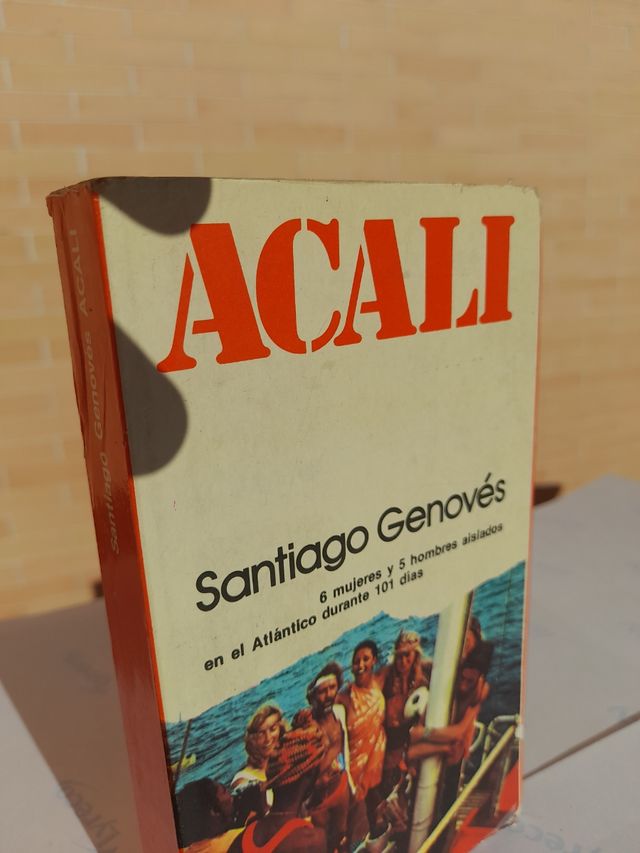 ACALI
Santiago Genovés
6 mujeres y 5 hombres aislados
en el Atlántico durante 101 días
Santiago Genovés ACALI